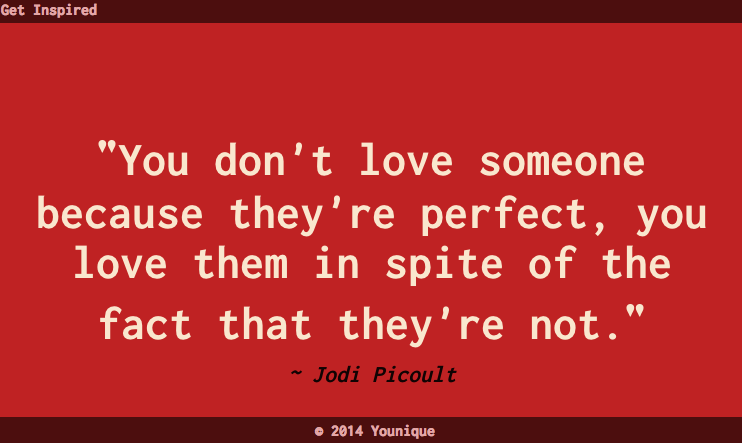 Get Inspired
"You don't love someone
because they're perfect, you
love them in spite of the
fact that they're not."
~ Jodi Picoult
© 2014 Younique